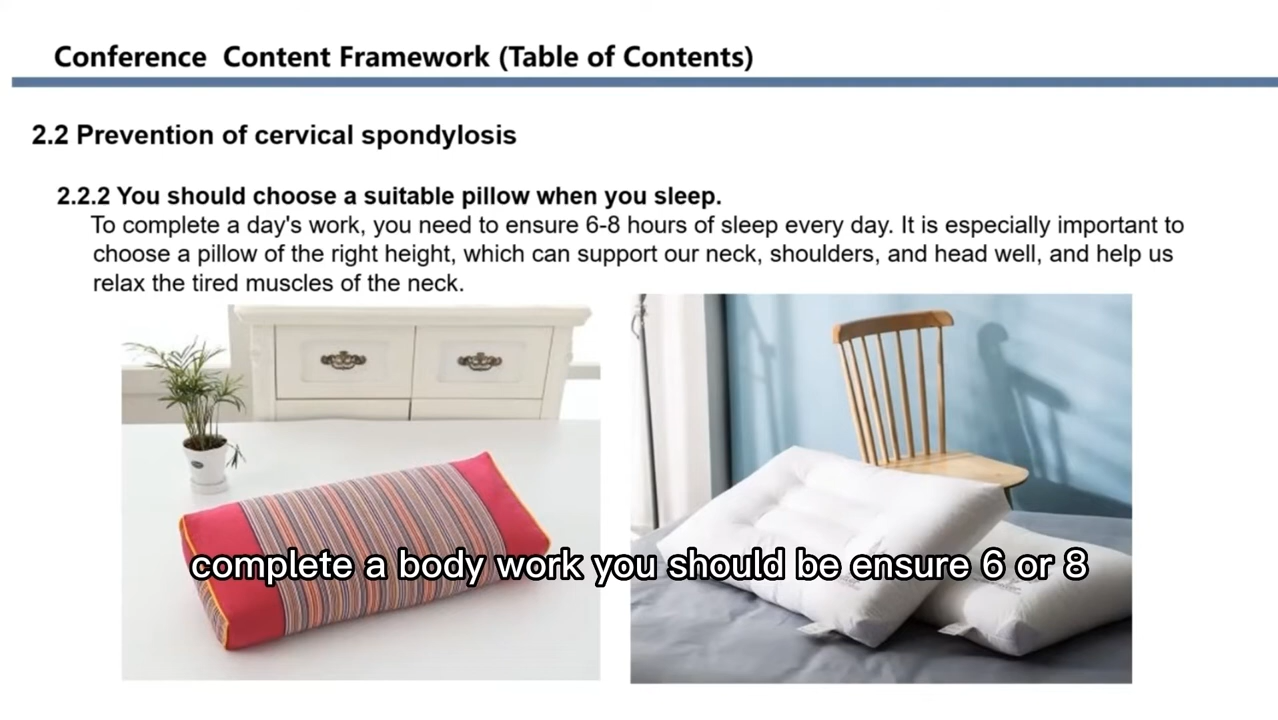 Conference Content Framework (Table of Contents)
2.2 Prevention of cervical spondylosis
2.2.2 You should choose a suitable pillow when you sleep.
To complete a day's work, you need to ensure 6-8 hours of sleep every day. It is especially important to
choose a pillow of the right height, which can support our neck, shoulders, and head well, and help us
relax the tired muscles of the neck.
complete a body work you should be ensure 6 or 8